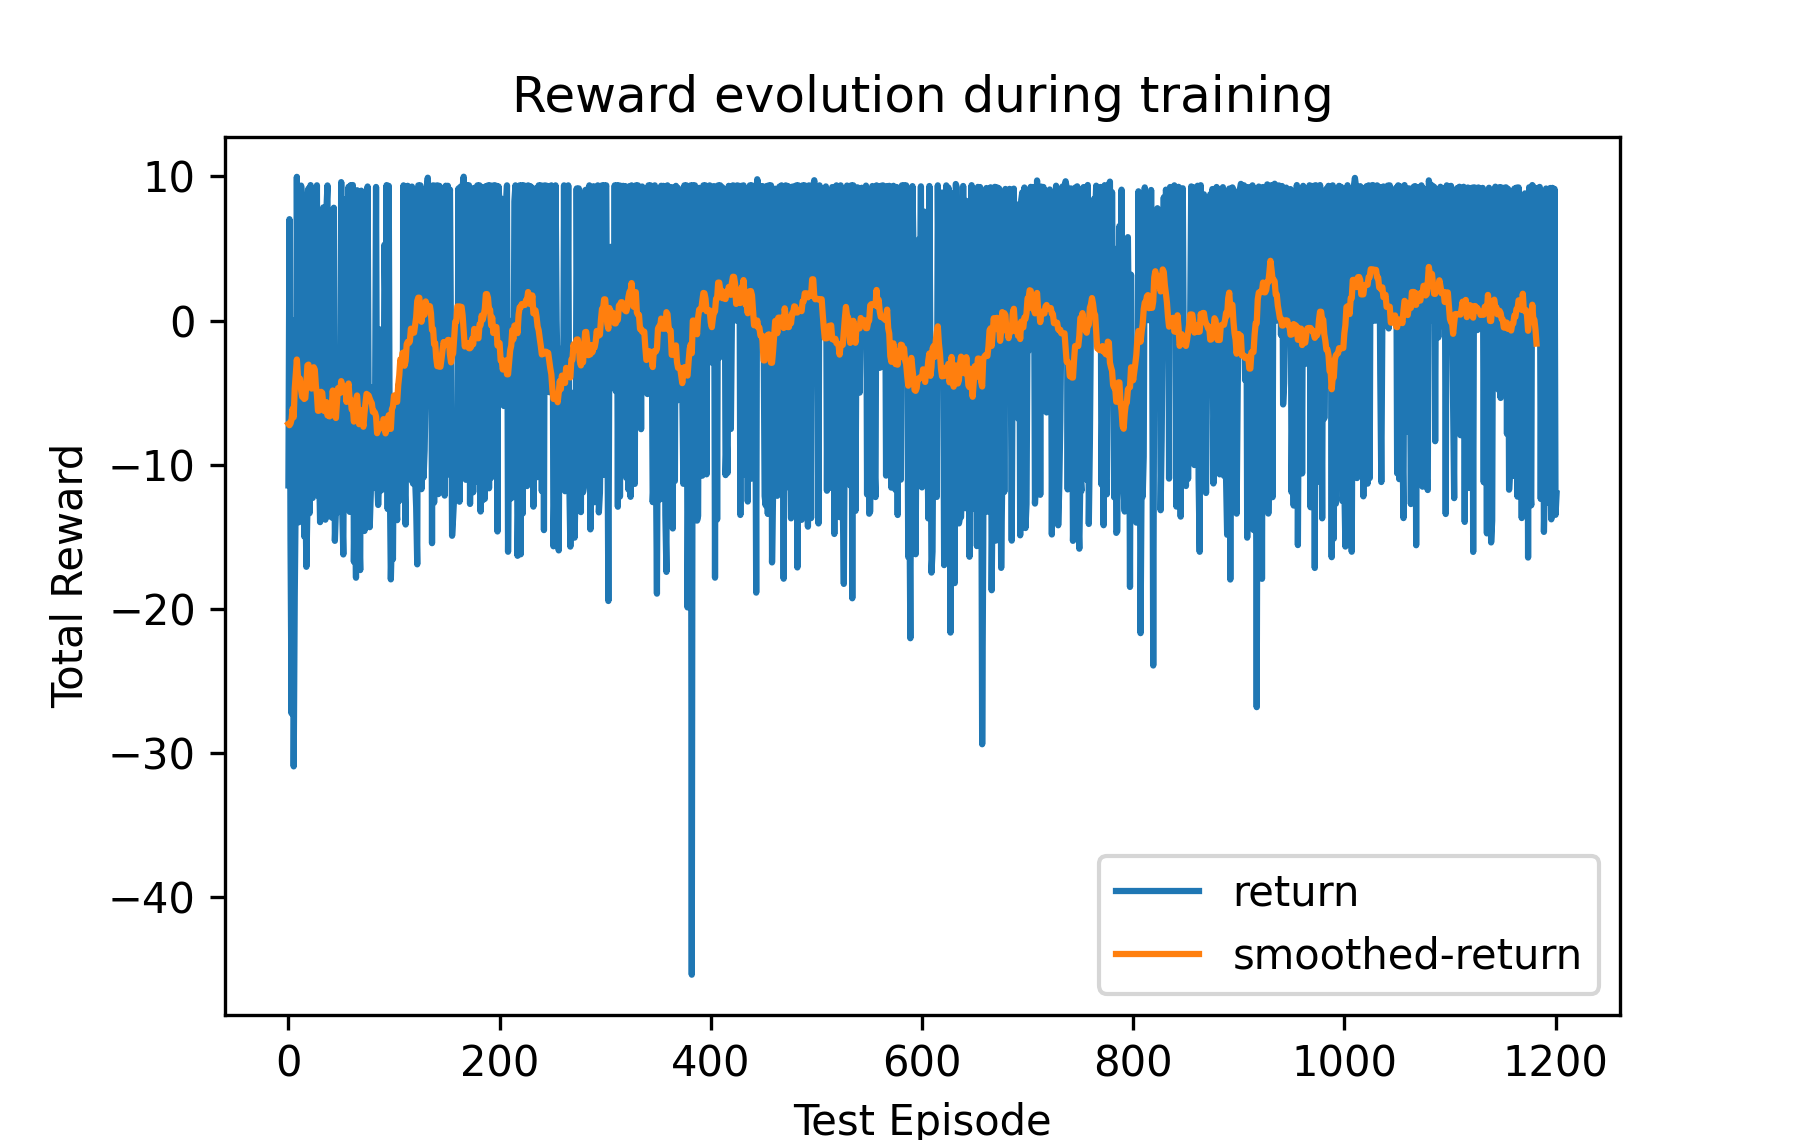 Reward evolution during training
10
0
−10
−20
−30
−40
Total Reward
return
smoothed-return
0 200 400 600 800 1000 1200
Test Episode